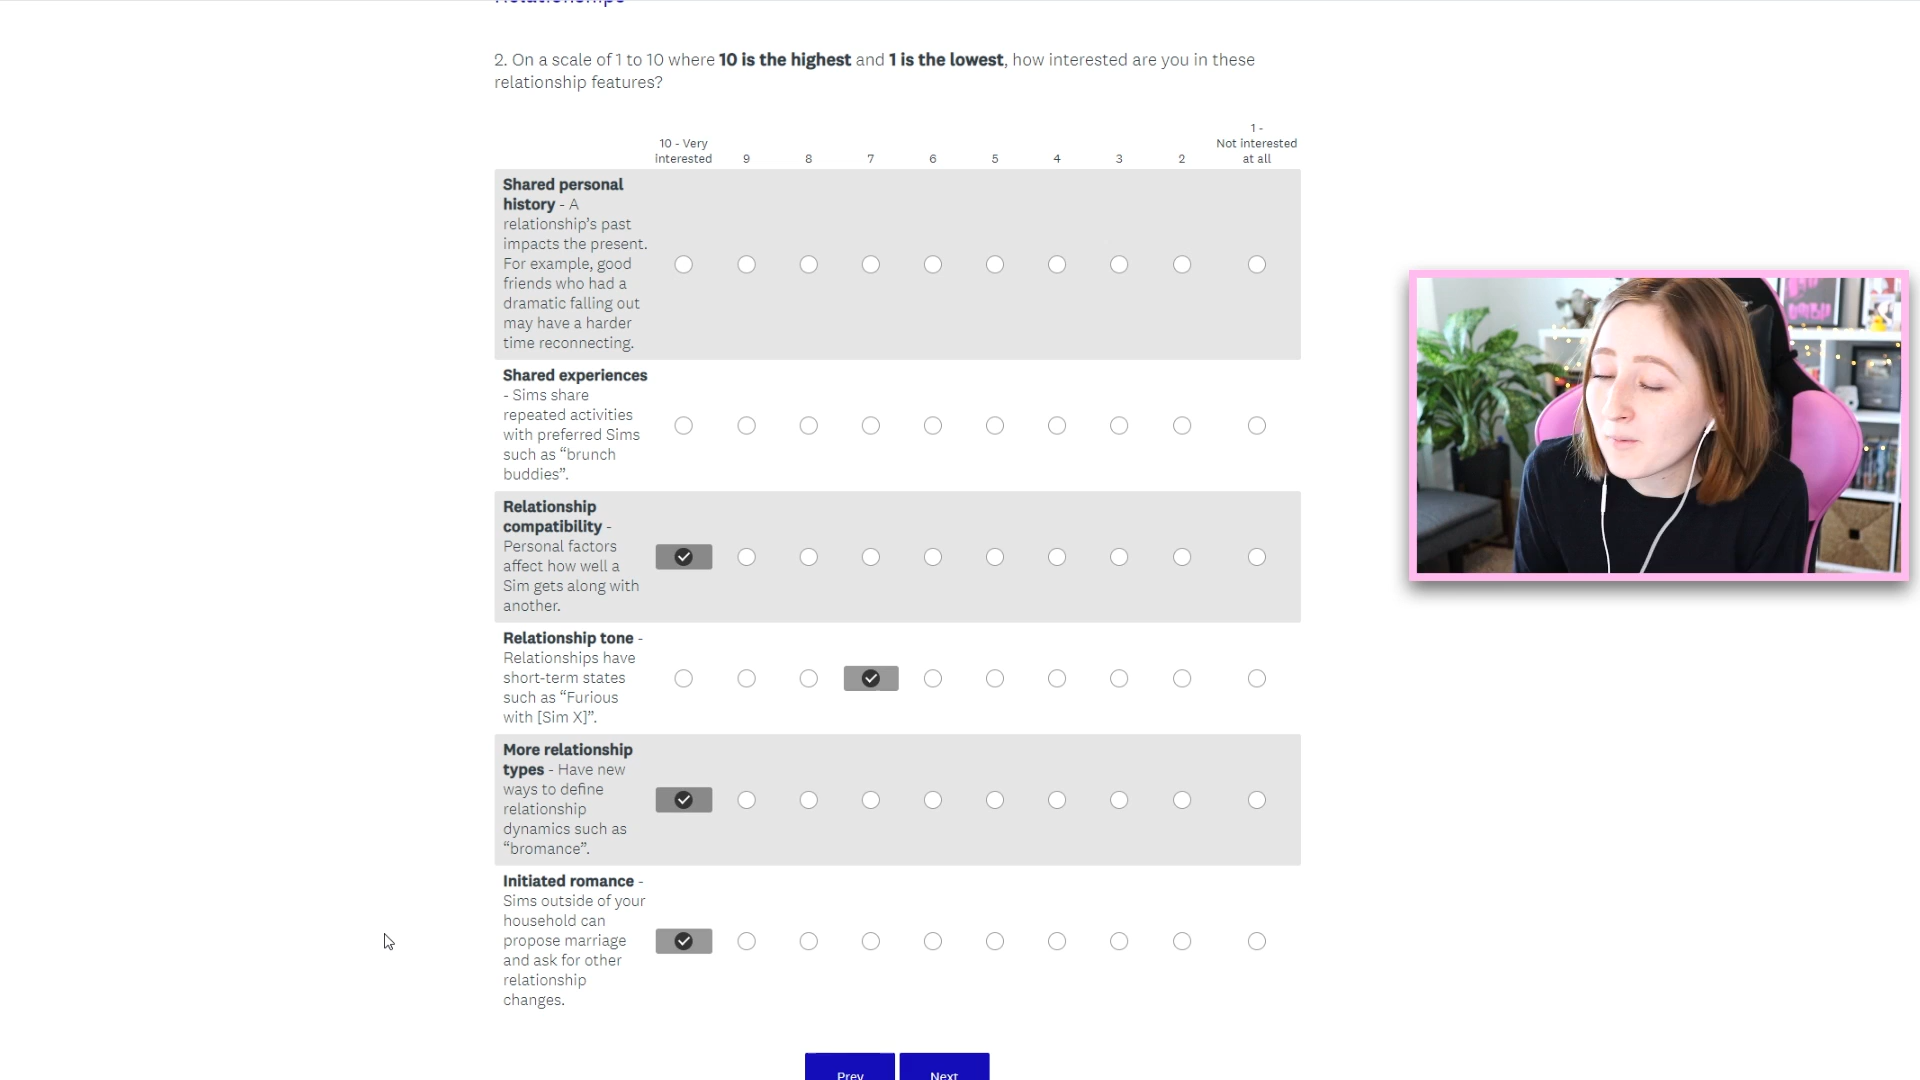 Relationships
2. On a scale of 1 to 10 where 10 is the highest and 1 is the lowest, how interested are you in these
relationship features?
10 - Very
interested
9
8
7
6
5
4
3
2
1 -
Not interested
at all
Shared personal
history - A
relationship's past
impacts the present.
For example, good
friends who had a
dramatic falling out
may have a harder
time reconnecting.
Shared experiences
- Sims share
repeated activities
with preferred Sims
such as “brunch
buddies”.
Relationship
compatibility -
Personal factors
affect how well a
Sim gets along with
another.
Relationship tone -
Relationships have
short-term states
such as “Furious
with [Sim X]”.
More relationship
types - Have new
ways to define
relationship
dynamics such as
“bromance”.
Initiated romance -
Sims outside of your
household can
propose marriage
and ask for other
relationship
changes.
Prev
Next